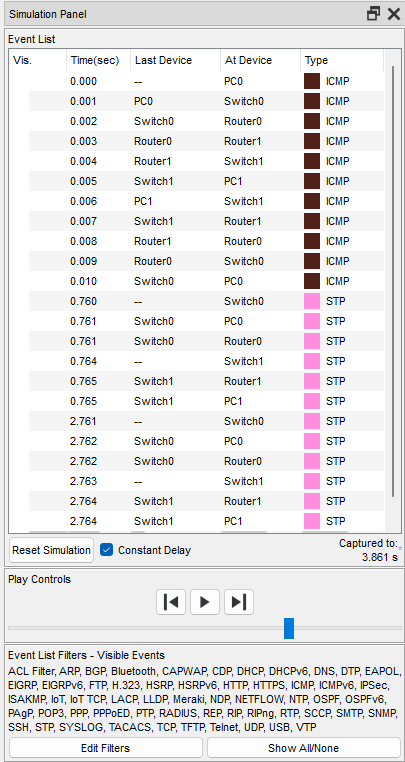 Simulation Panel
Event List
Vis. Time(sec) Last Device At Device Type
0.000 -- PC0 ICMP
0.001 PC0 Switch0 ICMP
0.002 Switch0 Router0 ICMP
0.003 Router0 Router1 ICMP
0.004 Router1 Switch1 ICMP
0.005 Switch1 PC1 ICMP
0.006 PC1 Switch1 ICMP
0.007 Switch1 Router1 ICMP
0.008 Router1 Router0 ICMP
0.009 Router0 Switch0 ICMP
0.010 Switch0 PC0 ICMP
0.760 -- Switch0 STP
0.761 Switch0 PC0 STP
0.761 Switch0 Router0 STP
0.764 -- Switch1 STP
0.765 Switch1 Router1 STP
0.765 Switch1 PC1 STP
2.761 -- Switch0 STP
2.762 Switch0 PC0 STP
2.762 Switch0 Router0 STP
2.763 -- Switch1 STP
2.764 Switch1 Router1 STP
2.764 Switch1 PC1 STP
Reset Simulation Constant Delay Captured to:
3.861 s
Play Controls
Event List Filters - Visible Events
ACL Filter, ARP, BGP, Bluetooth, CAPWAP, CDP, DHCP, DHCPv6, DNS, DTP, EAPOL,
EIGRP, EIGRPv6, FTP, H.323, HSRP, HSRPv6, HTTP, HTTPS, ICMP, ICMPv6, IPSec,
ISAKMP, IoT, IoT TCP, LACP, LLDP, Meraki, NDP, NETFLOW, NTP, OSPF, OSPFv6,
PAgP, POP3, PPP, PPPoED, PTP, RADIUS, REP, RIP, RIPng, RTP, SCCP, SMTP, SNMP,
SSH, STP, SYSLOG, TACACS, TCP, TFTP, Telnet, UDP, USB, VTP
Edit Filters Show All/None